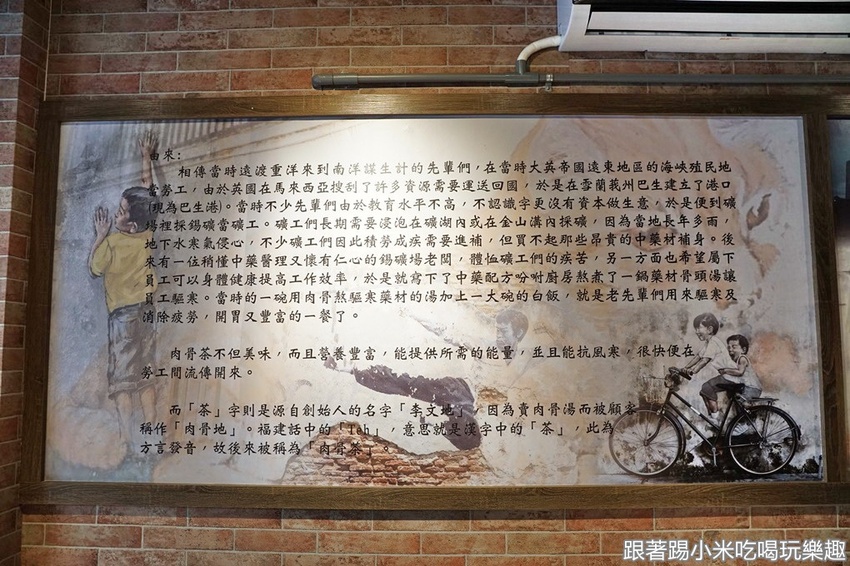 由來:
相傳當時遠渡重洋來到南洋謀生計的先輩們,在當時大英帝國遠東地區的海峽殖民地
當勞工,由於英國在馬來西亞搜刮了許多資源需要運送回國,於是在雪蘭莪州巴生建立了港口
(現為巴生港)。當時不少先輩們由於教育水平不高,不認識字更沒有資本做生意,於是便到礦
場裡採錫礦當礦工。礦工們長期需要浸泡在礦湖內或在金山溝內採礦,因為當地長年多雨,
地下水寒氣侵心,不少礦工們因此積勞成疾需要進補,但買不起那些昂貴的中藥材補身。後
來有一位稍懂中藥醫理又懷有仁心的錫礦場老闆,體恤礦工們的疾苦,另一方面也希望屬下
員工可以身體健康提高工作效率,於是就寫下了中藥配方吩咐廚房熬煮了一鍋藥材骨頭湯讓
員工驅寒。當時的一碗用肉骨熬驅寒藥材的湯加上一大碗的白飯,就是老先輩們用來驅寒及
消除疲勞,開胃又豐富的一餐了。
肉骨茶不但美味,而且營養豐富,能提供所需的能量,並且能抗風寒,很快便在
勞工間流傳開來。
而「茶」字則是源自創始人的名字「李文地」,因為賣肉骨湯而被顧客
稱作「肉骨地」。福建話中的「Teh」,意思就是漢字中的「茶」,此為
方言發音,故後來被稱為「肉骨茶」。
跟著踢小米吃喝玩樂趣